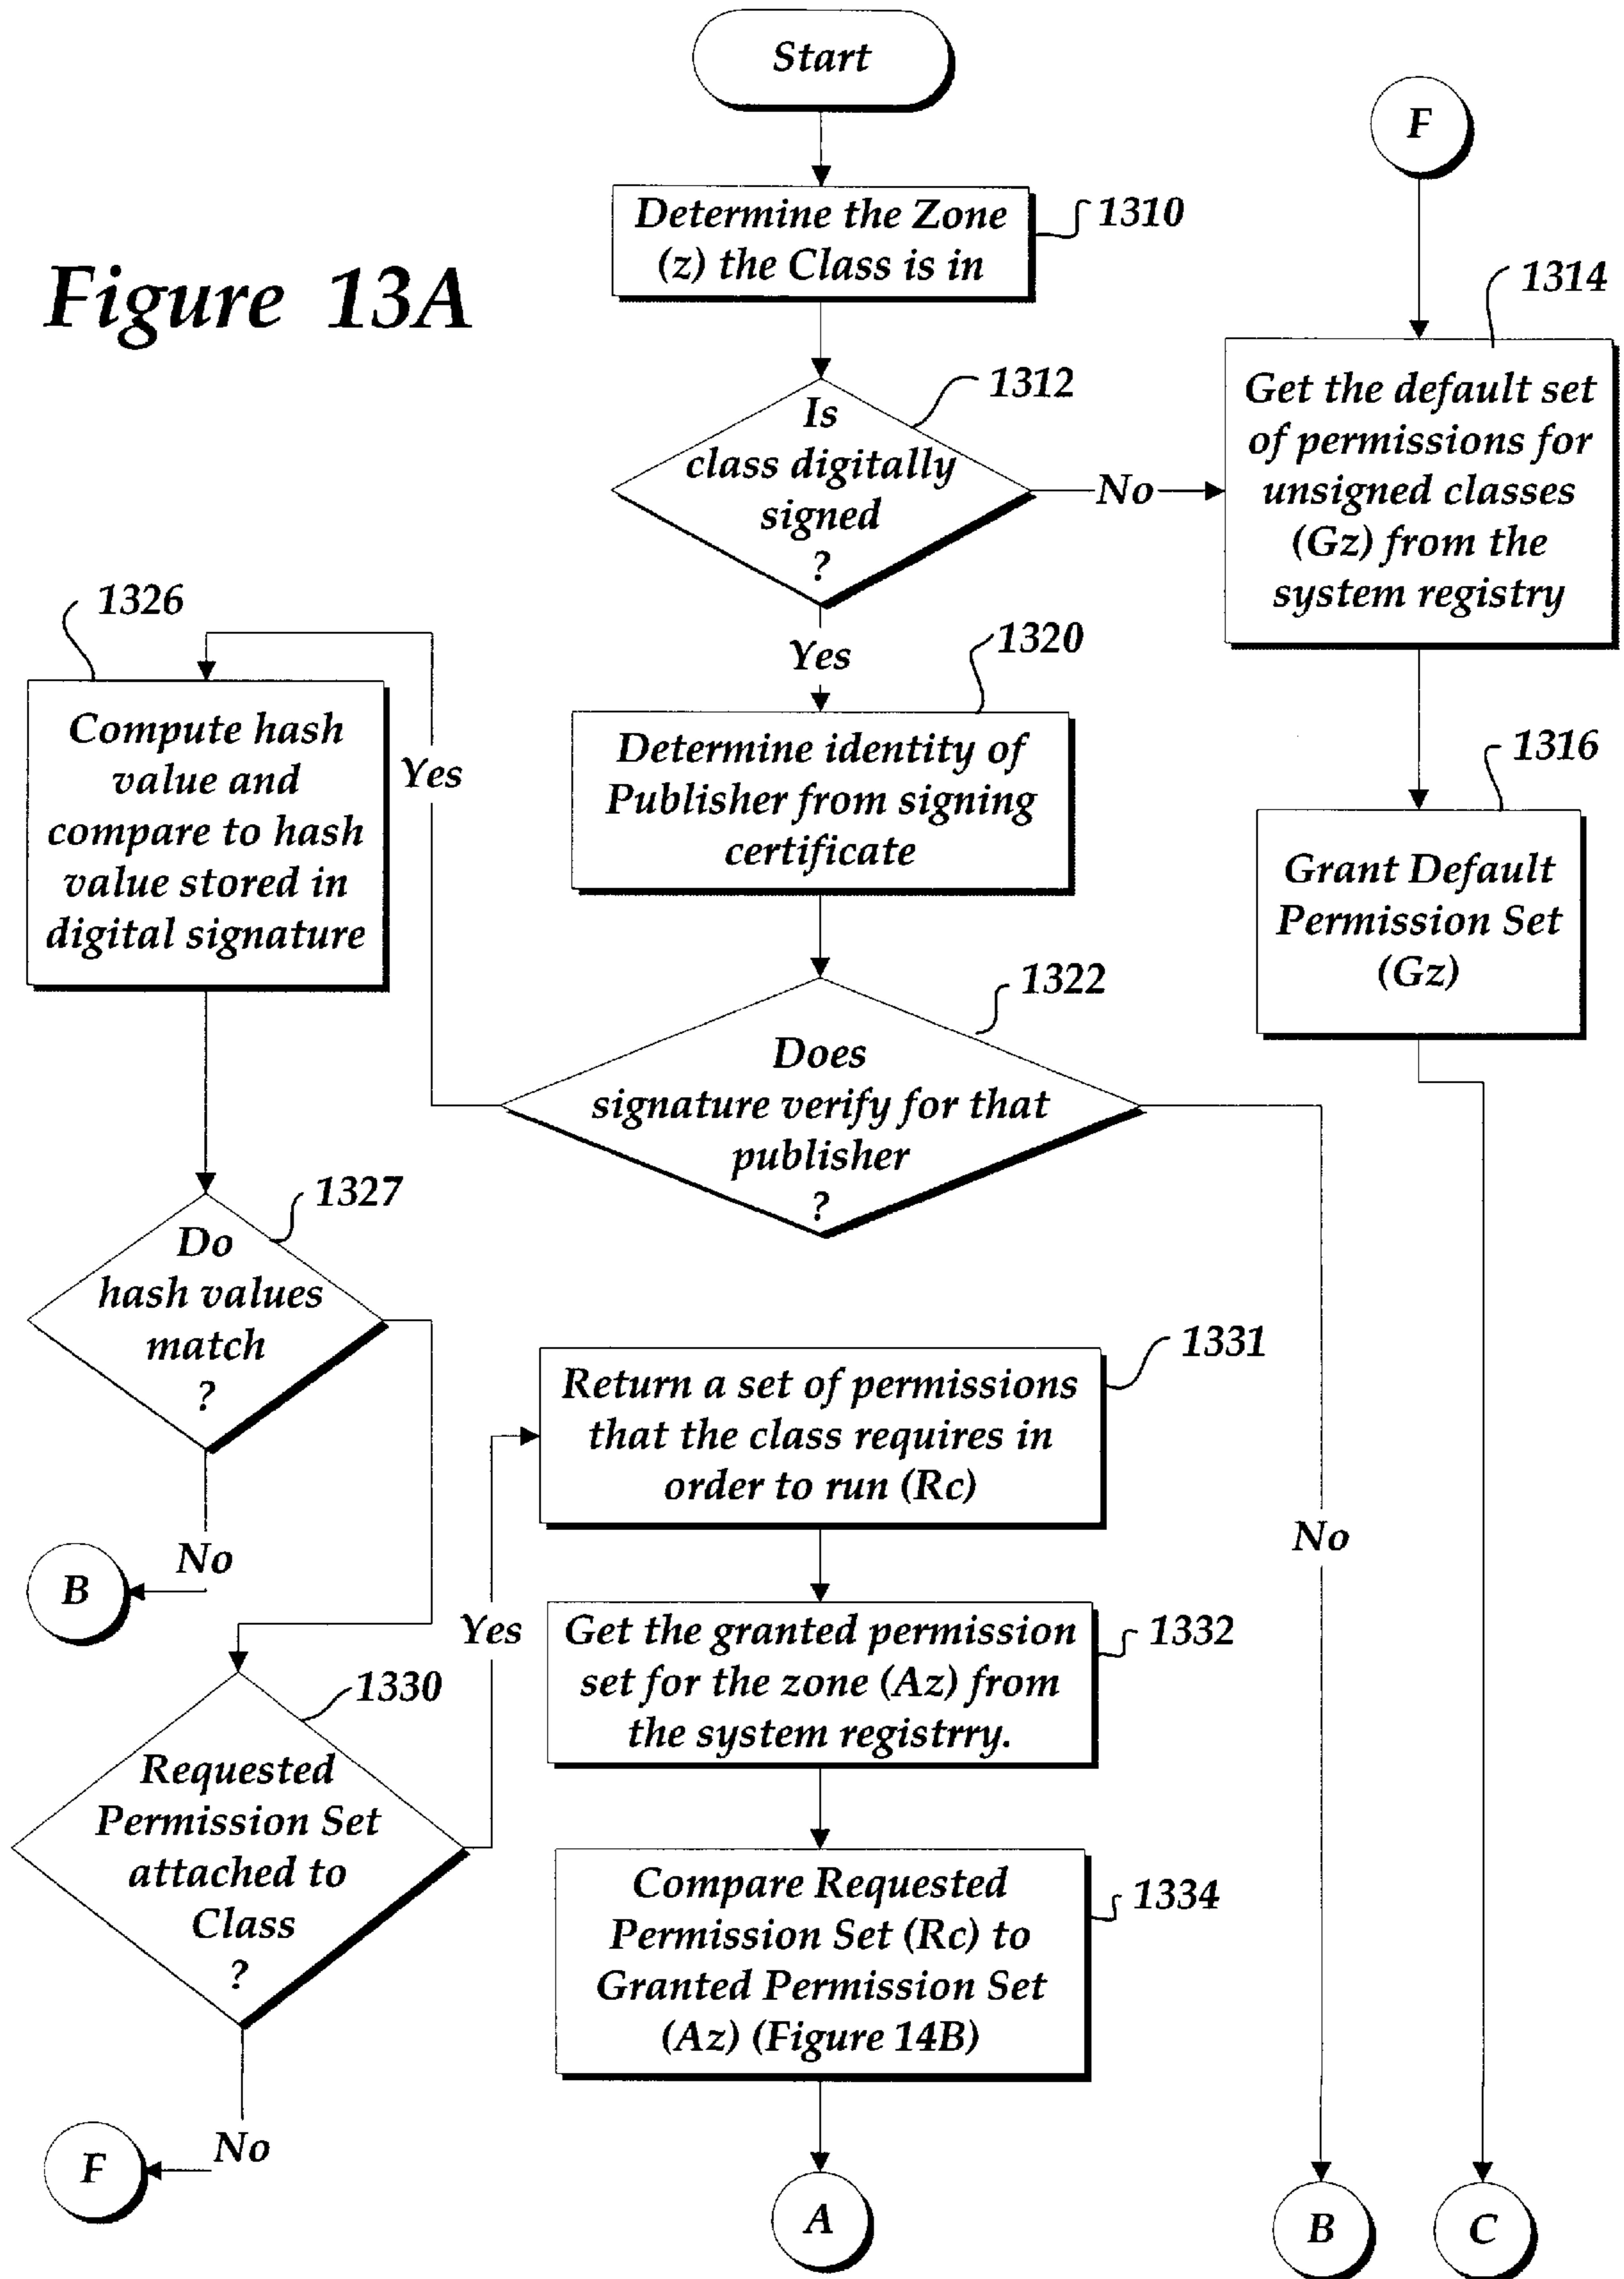 Start
F
Determine the Zone
(z) the Class is in
1310
Figure 13A
1314
Get the default set
of permissions for
unsigned classes
(Gz) from the
system registry
1312
Is
class digitally
signed
?
No
Yes
1326
Compute hash
value and
compare to hash
value stored in
digital signature
Yes
1320
Determine identity of
Publisher from signing
certificate
1316
Grant Default
Permission Set
(Gz)
1322
Does
signature verify for that
publisher
?
1327
Do
hash values
match
?
No
B
1331
Return a set of permissions
that the class requires in
order to run (Rc)
No
Yes
1332
Get the granted permission
set for the zone (Az) from
the system registrry.
1330
Requested
Permission Set
attached to
Class
?
1334
Compare Requested
Permission Set (Rc) to
Granted Permission Set
(Az) (Figure 14B)
No
F
A
B
C